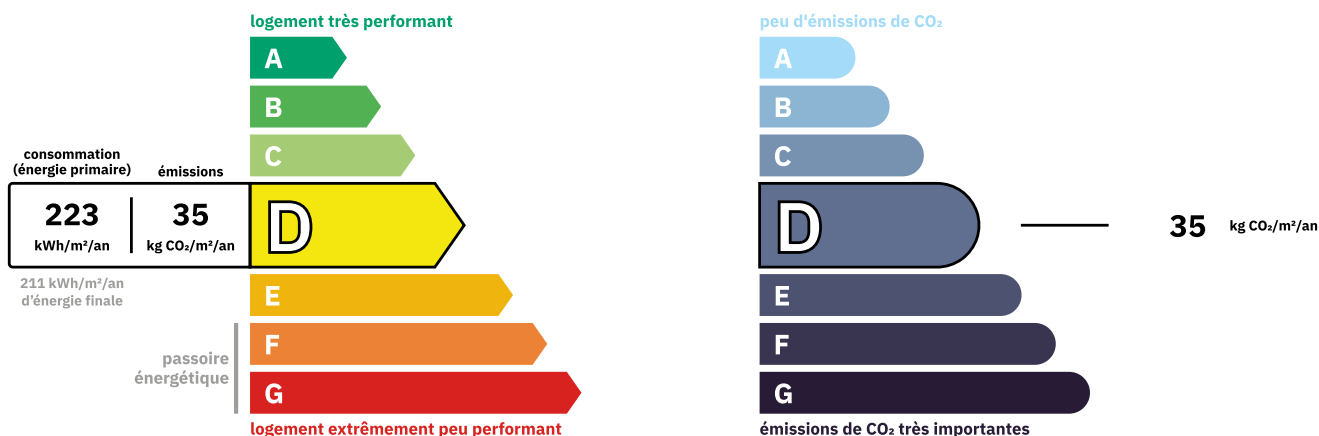 logement très performant
A
B
C
consommation
(énergie primaire)
émissions
223
kWh/m²/an
35
kg CO₂/m²/an
D
211 kWh/m²/an
d'énergie finale
E
passoire
énergétique
F
G
logement extrêmement peu performant
peu d'émissions de CO₂
A
B
C
D
35 kg CO₂/m²/an
E
F
G
émissions de CO₂ très importantes